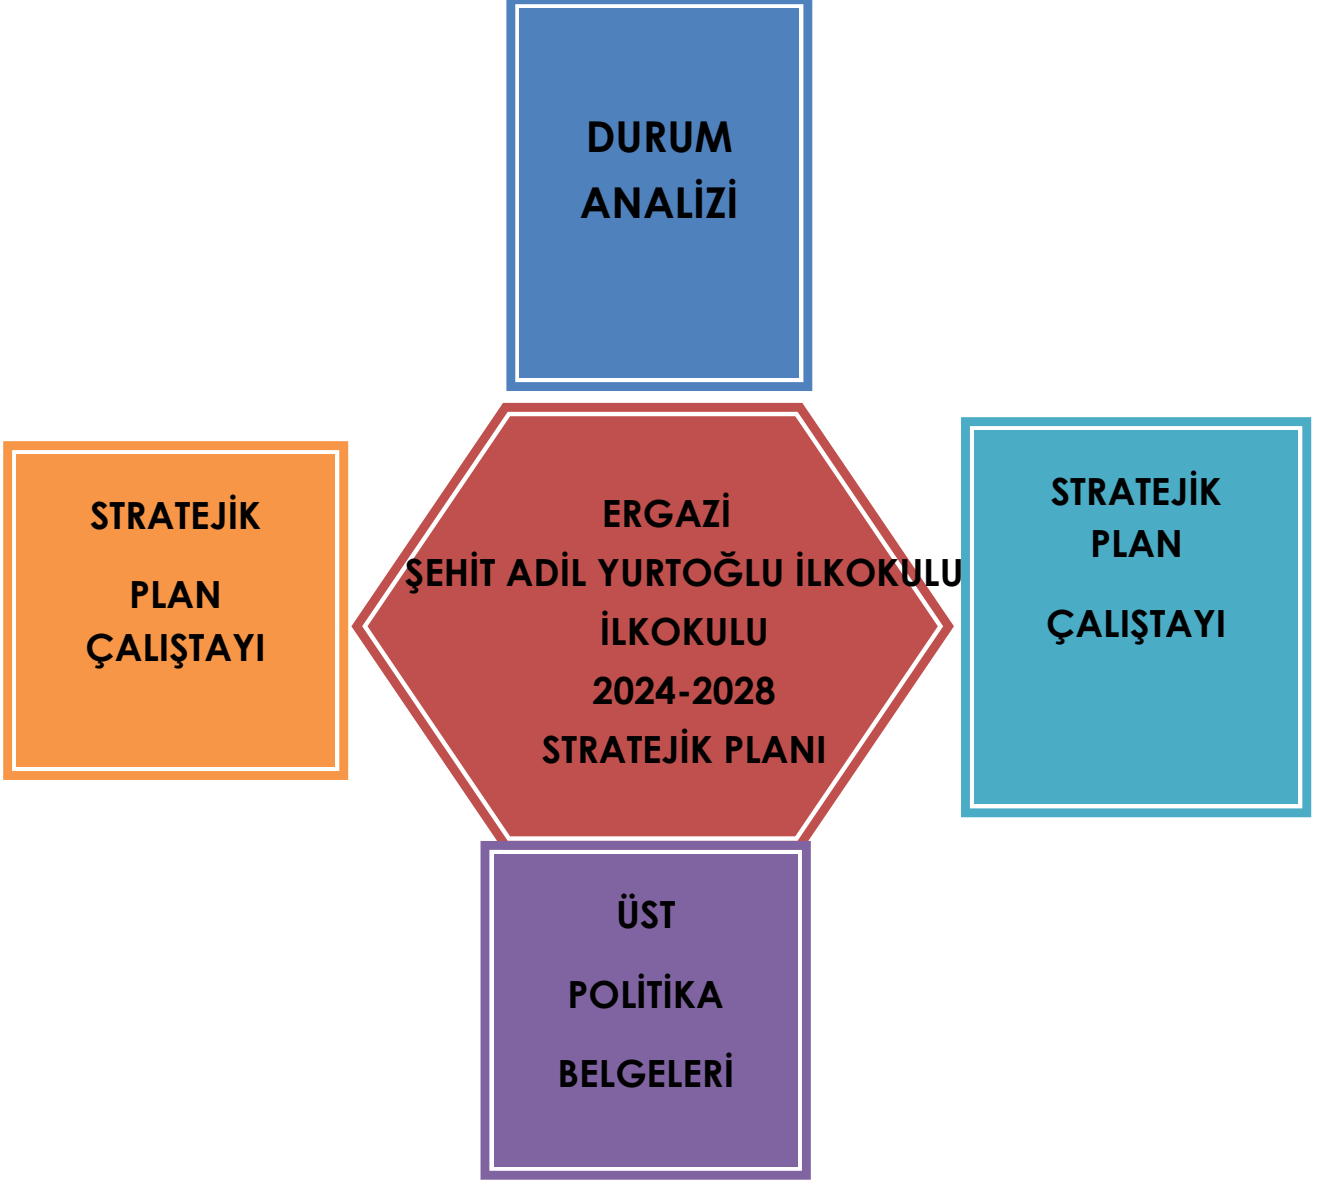 DURUM
ANALİZİ
STRATEJİK
PLAN
ÇALIŞTAYI
ERGAZİ
ŞEHİT ADİL YURTOĞLU İLKOKULU
İLKOKULU
2024-2028
STRATEJİK PLANI
STRATEJİK
PLAN
ÇALIŞTAYI
ÜST
POLİTİKA
BELGELERİ